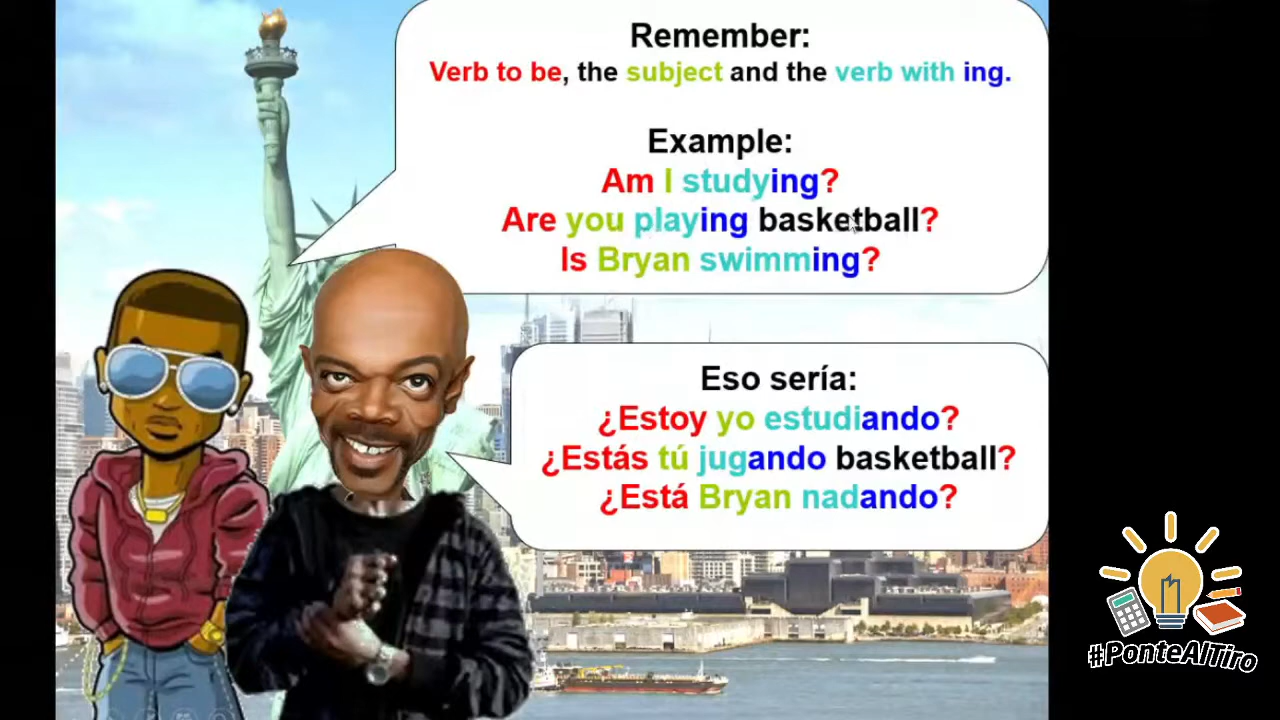 Remember:
Verb to be, the subject and the verb with ing.
Example:
Am I studying?
Are you playing basketball?
Is Bryan swimming?
Eso sería:
¿Estoy yo estudiando?
¿Estás tú jugando basketball?
¿Está Bryan nadando?
#PonteAlTiro